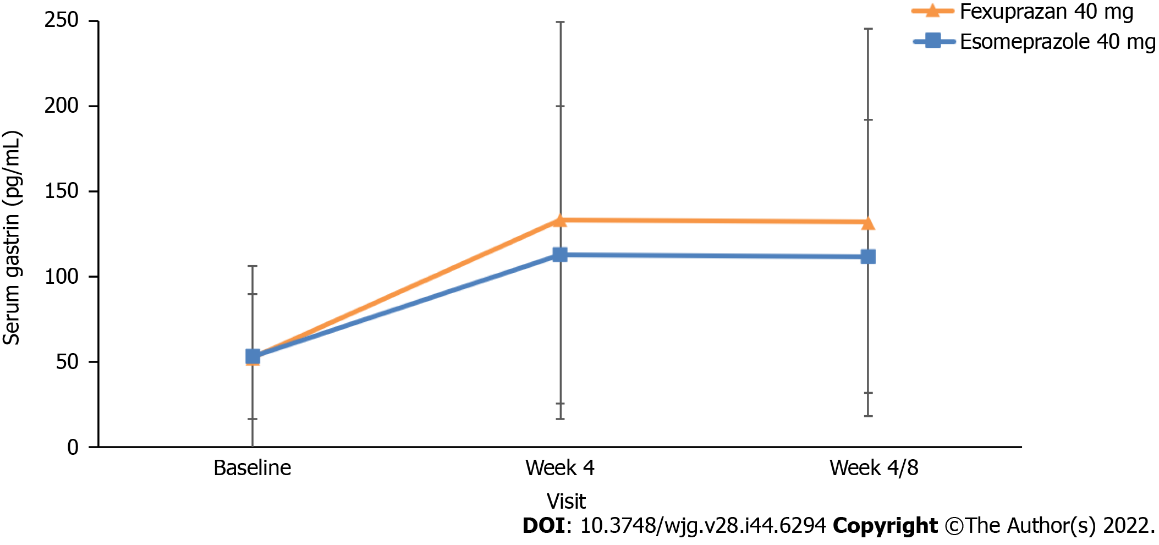 Fexuprazan 40 mg
Esomeprazole 40 mg
250
200
150
100
50
0
Serum gastrin (pg/mL)
Baseline
Week 4
Week 4/8
Visit
DOI: 10.3748/wjg.v28.i44.6294 Copyright ©The Author(s) 2022.